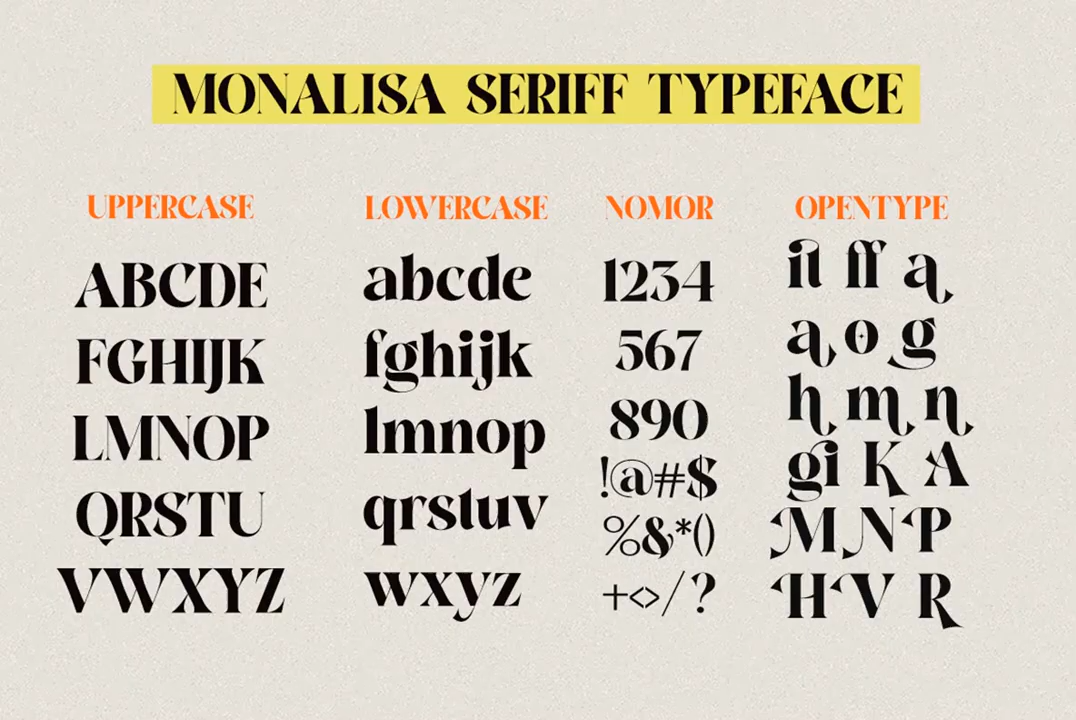 MONALISA SERIFF TYPEFACE
UPPERCASE
ABCDE
FGHIJK
LMNOP
QRSTU
VWXYZ
LOWERCASE
abcde
fghijk
lmnop
qrstuv
wxyz
NOMOR
1234
567
890
!@#$
%&*()
+<>/?
OPENTYPE
il ff a
a o g
h m n
gi K A
M N P
H V R